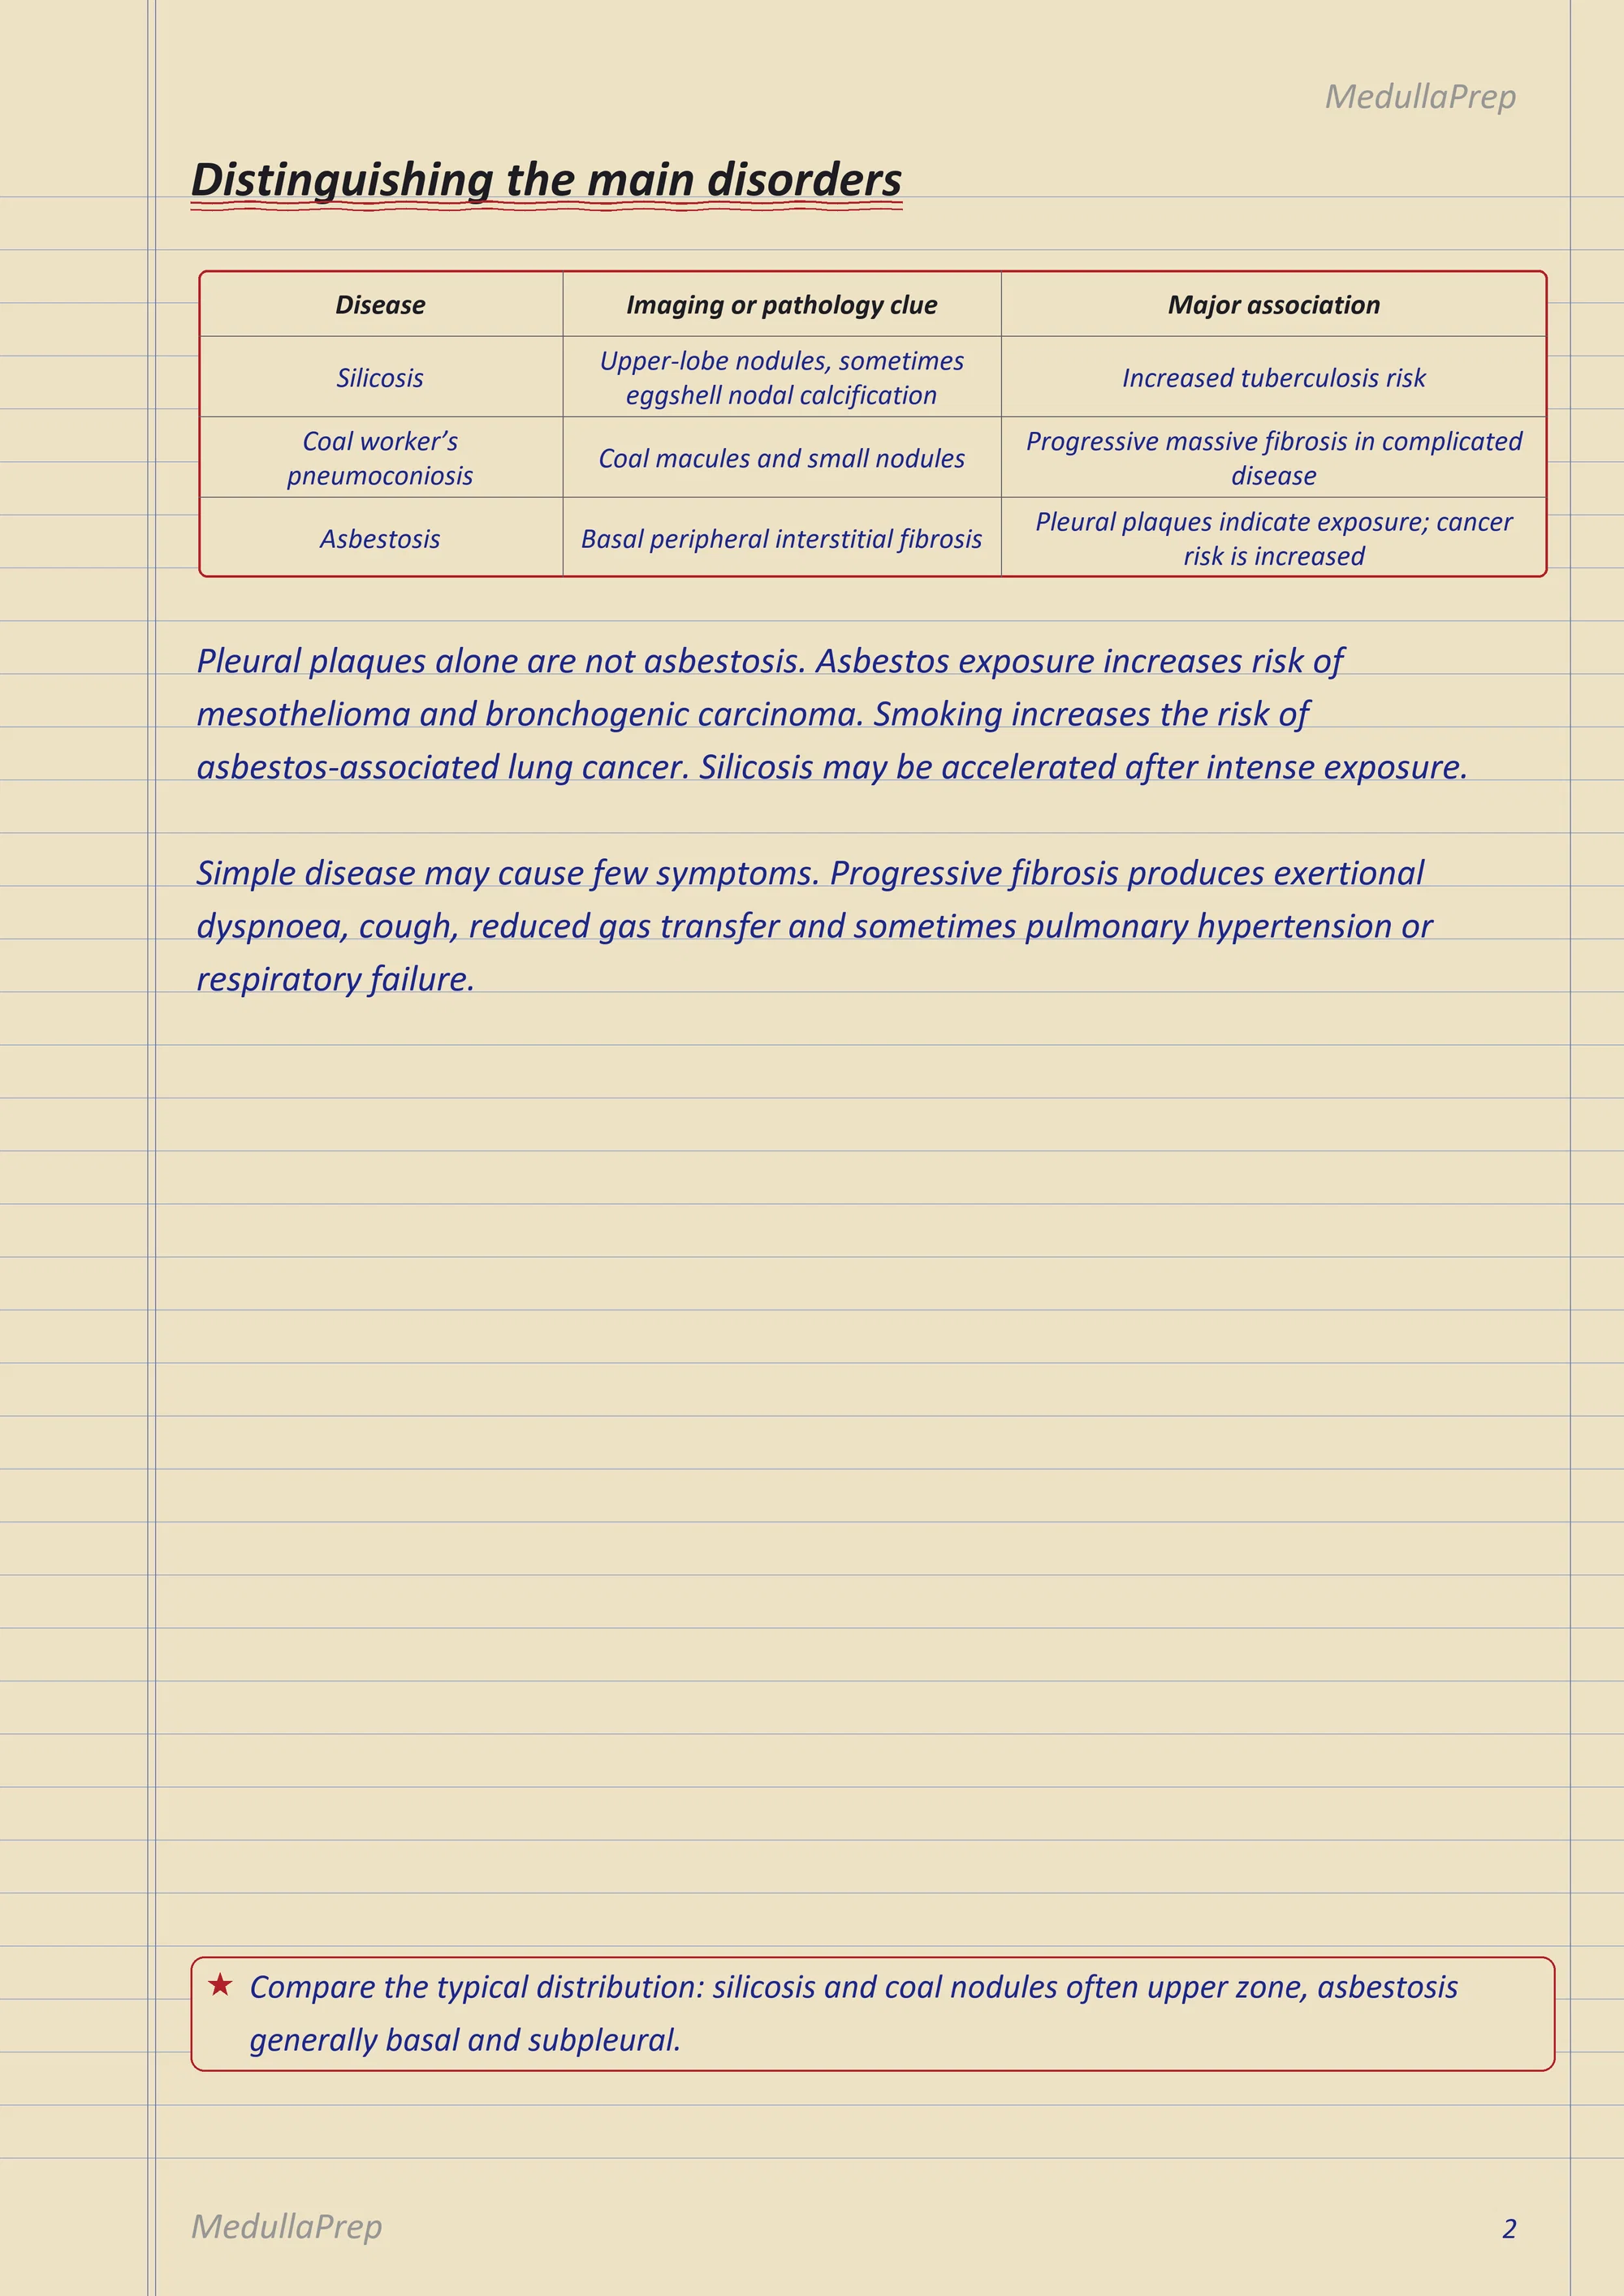 MedullaPrep
Distinguishing the main disorders
Disease
Imaging or pathology clue
Major association
Silicosis
Upper-lobe nodules, sometimes
eggshell nodal calcification
Increased tuberculosis risk
Coal worker’s
pneumoconiosis
Coal macules and small nodules
Progressive massive fibrosis in complicated
disease
Asbestosis
Basal peripheral interstitial fibrosis
Pleural plaques indicate exposure; cancer
risk is increased
Pleural plaques alone are not asbestosis. Asbestos exposure increases risk of
mesothelioma and bronchogenic carcinoma. Smoking increases the risk of
asbestos-associated lung cancer. Silicosis may be accelerated after intense exposure.
Simple disease may cause few symptoms. Progressive fibrosis produces exertional
dyspnoea, cough, reduced gas transfer and sometimes pulmonary hypertension or
respiratory failure.
★ Compare the typical distribution: silicosis and coal nodules often upper zone, asbestosis
generally basal and subpleural.
MedullaPrep
2